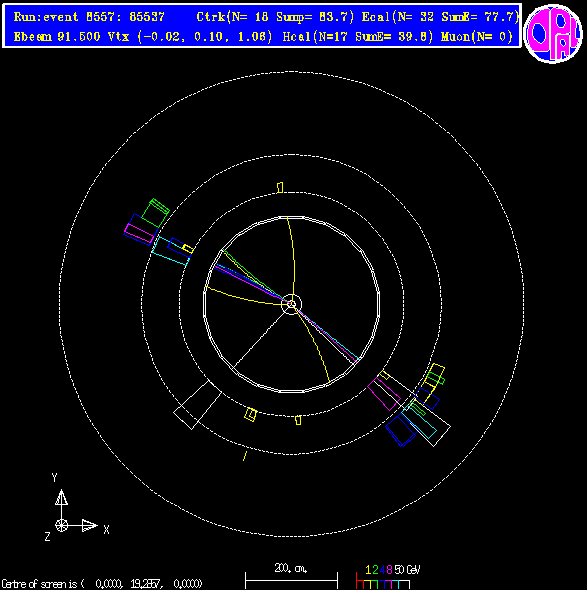 Run:event 8557: 85537 Ctrk(N= 18 Sump= 83.7) Ecal(N= 32 SumE= 77.7)
Ebeam 91.500 Vtx (-0.02, 0.10, 1.06) Hcal(N=17 SumE= 39.8) Muon(N= 0)
OPAL
Y
X
Z
200. cm.
1 2 4 8 50 GeV
Centre of screen is ( 0.0000, 19.2857, 0.0000)